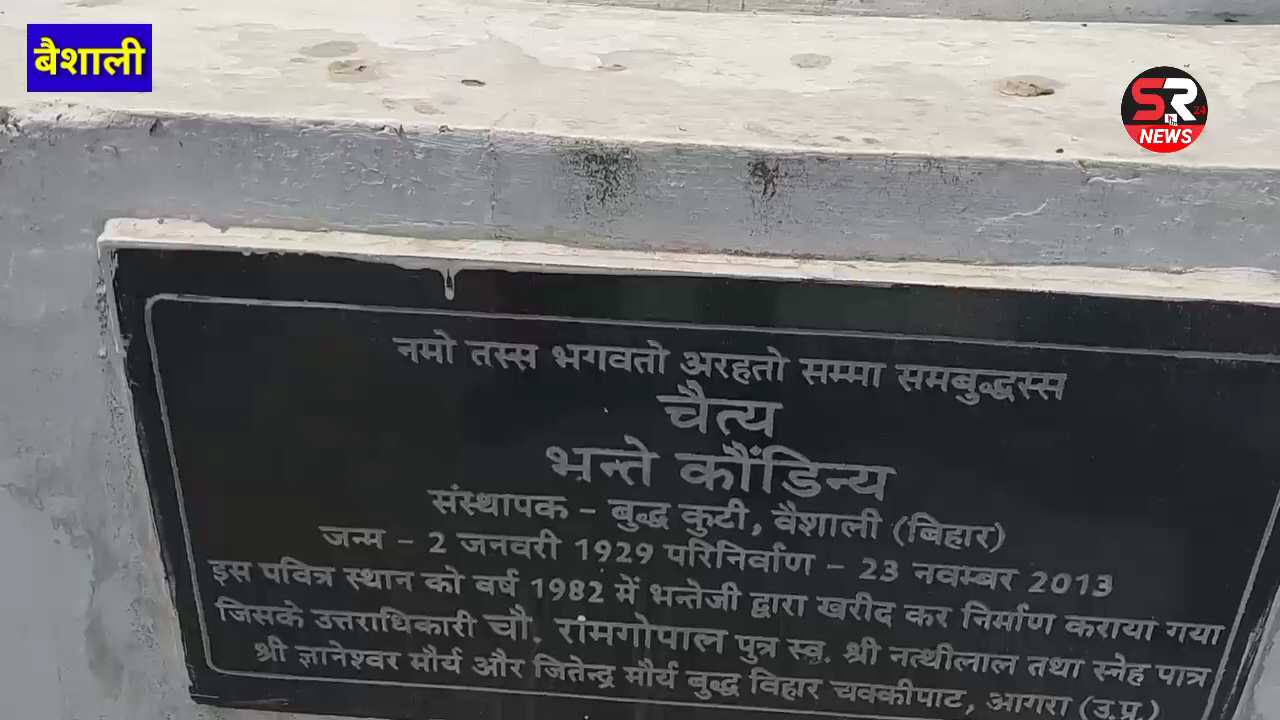 बैशाली
SR 24
NEWS
नमो तस्स भगवतो अरहतो सम्मा समबुद्धस्स
चैत्य
भन्ते कौंडिन्य
संस्थापक – बुद्ध कुटी, वैशाली (बिहार)
जन्म – 2 जनवरी 1929 परिनिर्वाण – 23 नवम्बर 2013
इस पवित्र स्थान को वर्ष 1982 में भन्तेजी द्वारा खरीद कर निर्माण कराया गया
जिसके उत्तराधिकारी चौ. रामगोपाल पुत्र स्व. श्री नत्थीलाल तथा स्नेह पात्र
श्री ज्ञानेश्वर मौर्य और जितेन्द्र मौर्य बुद्ध विहार चक्कीपाट, आगरा (उ.प्र.)